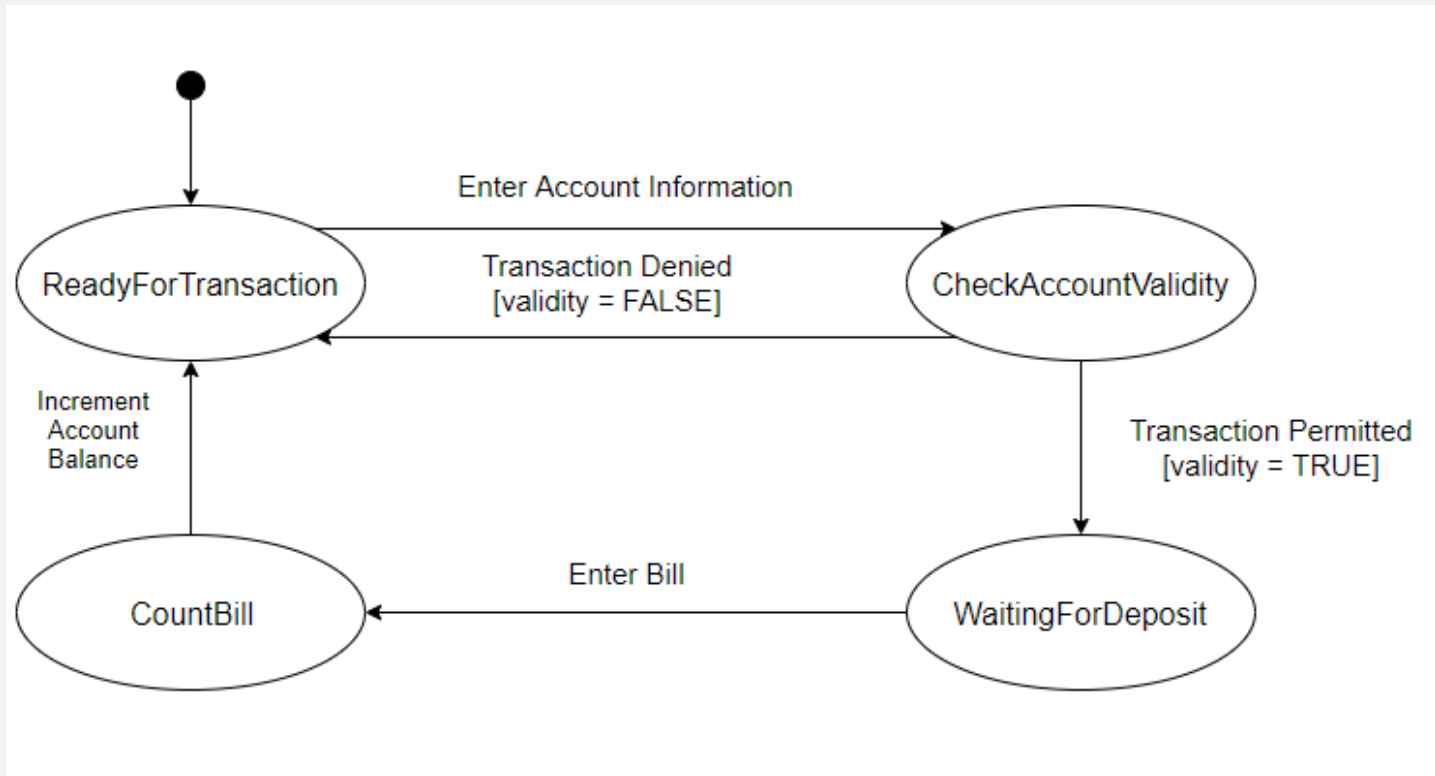 Enter Account Information
ReadyForTransaction
Transaction Denied
[validity = FALSE]
CheckAccountValidity
Increment
Account
Balance
Transaction Permitted
[validity = TRUE]
Enter Bill
CountBill
WaitingForDeposit